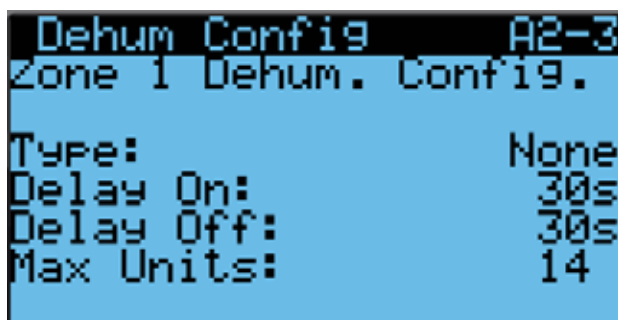 Dehum Config A2-3
Zone 1 Dehum. Config.
Type: None
Delay On: 30s
Delay Off: 30s
Max Units: 14